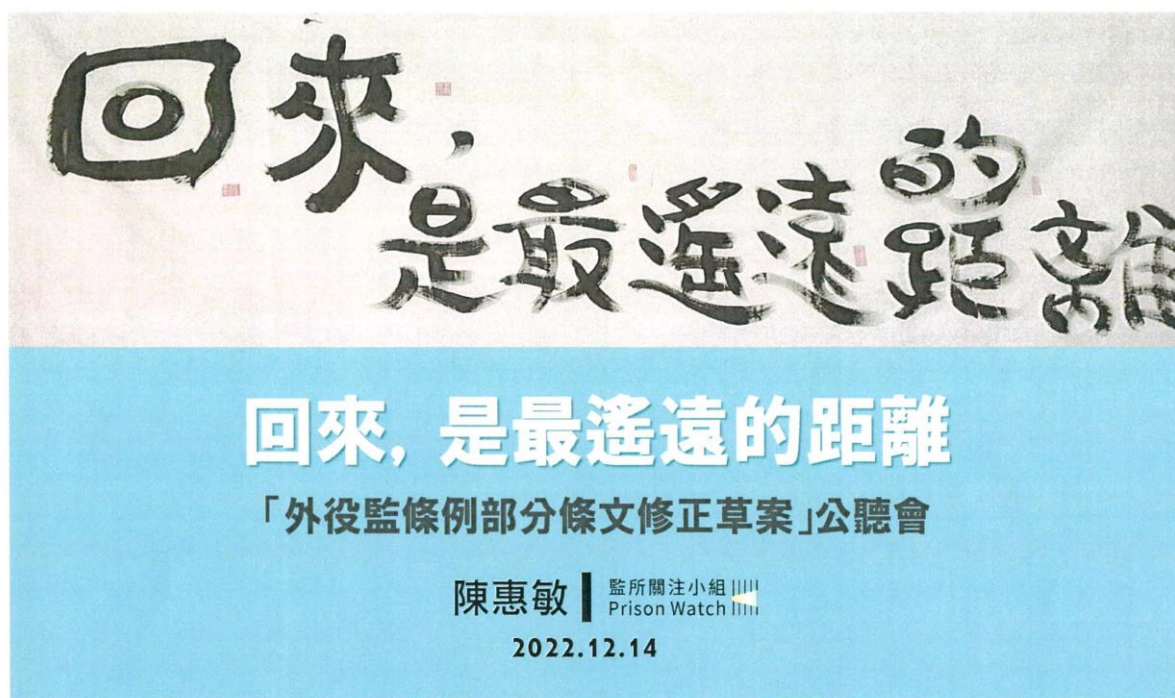 回來,
是最遙遠的距離
回來，是最遙遠的距離
「外役監條例部分條文修正草案」公聽會
陳惠敏
監所關注小組
Prison Watch
2022.12.14